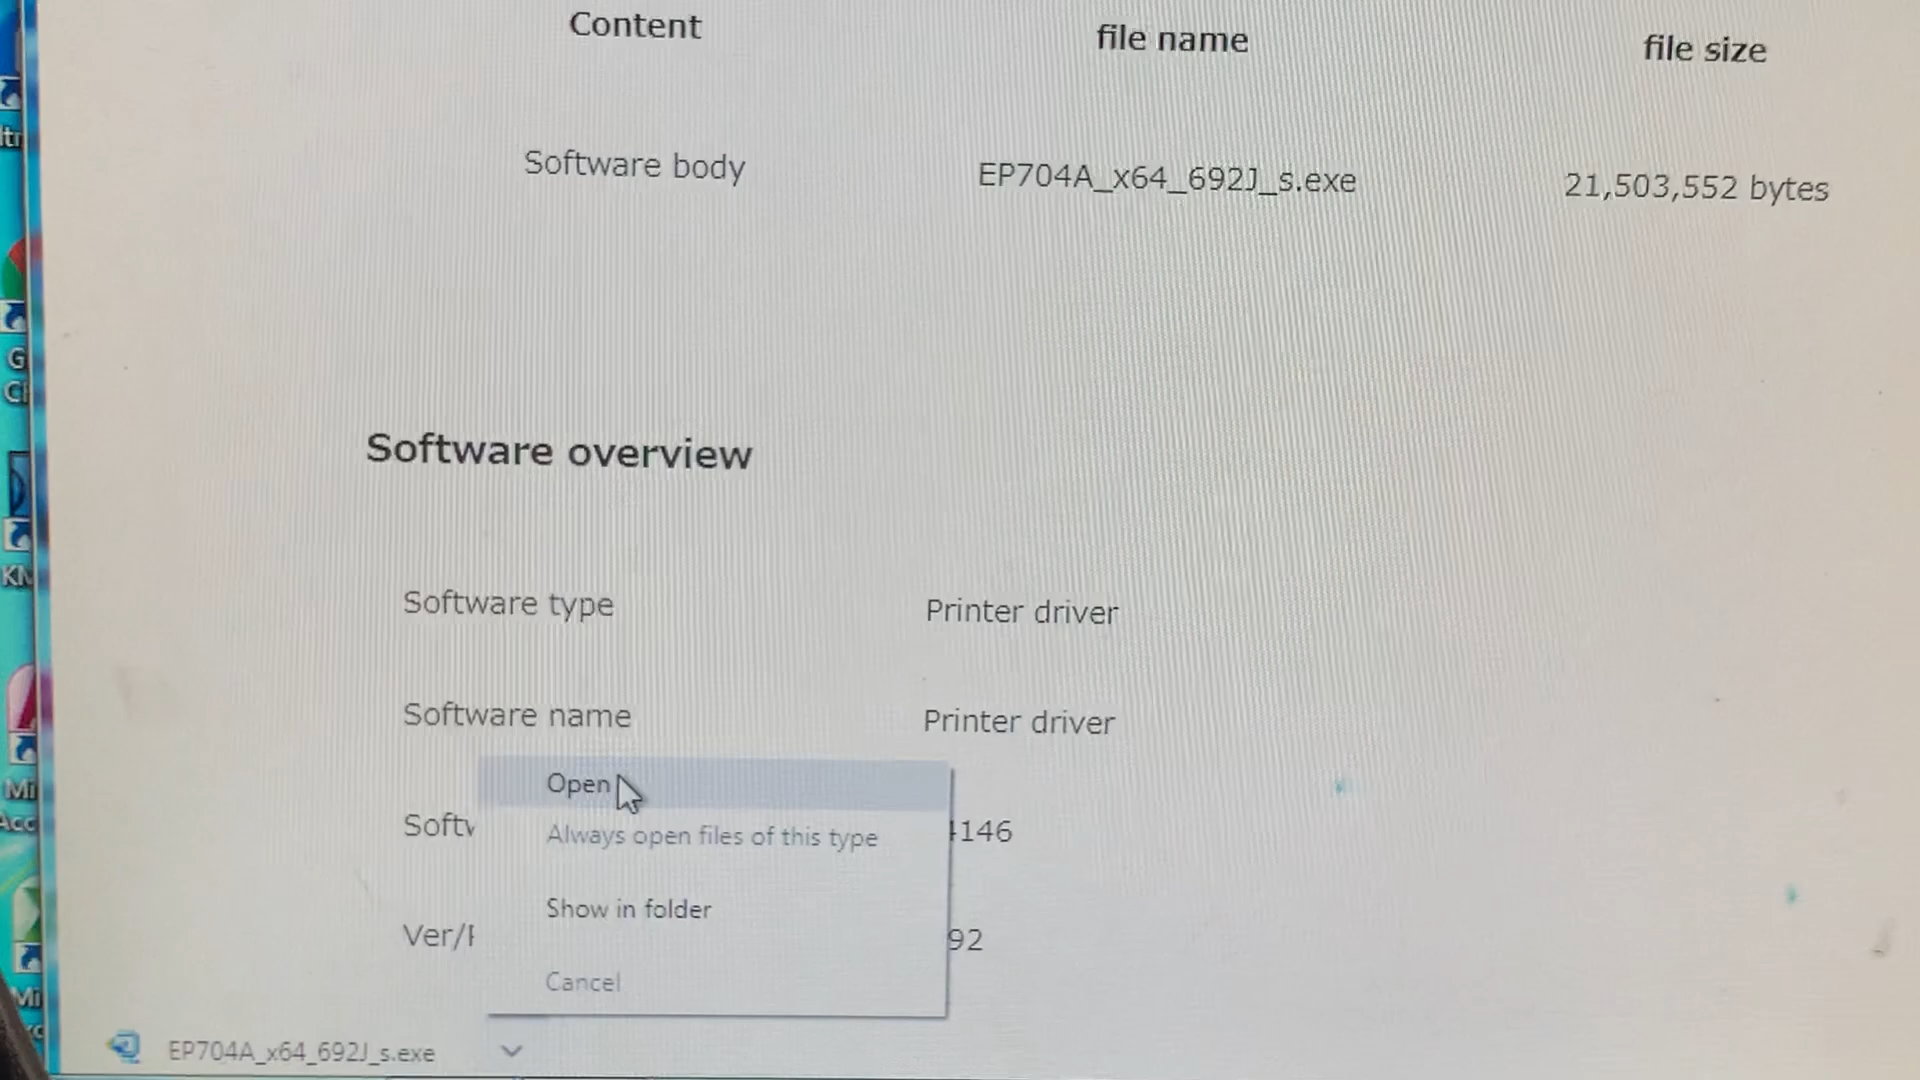 Content file name file size
Software body EP704A_x64_692J_s.exe 21,503,552 bytes
Software overview
Software type Printer driver
Software name Printer driver
Open
Always open files of this type
146
Show in folder
Ver/
92
Cancel
EP704A_x64_692J_s.exe